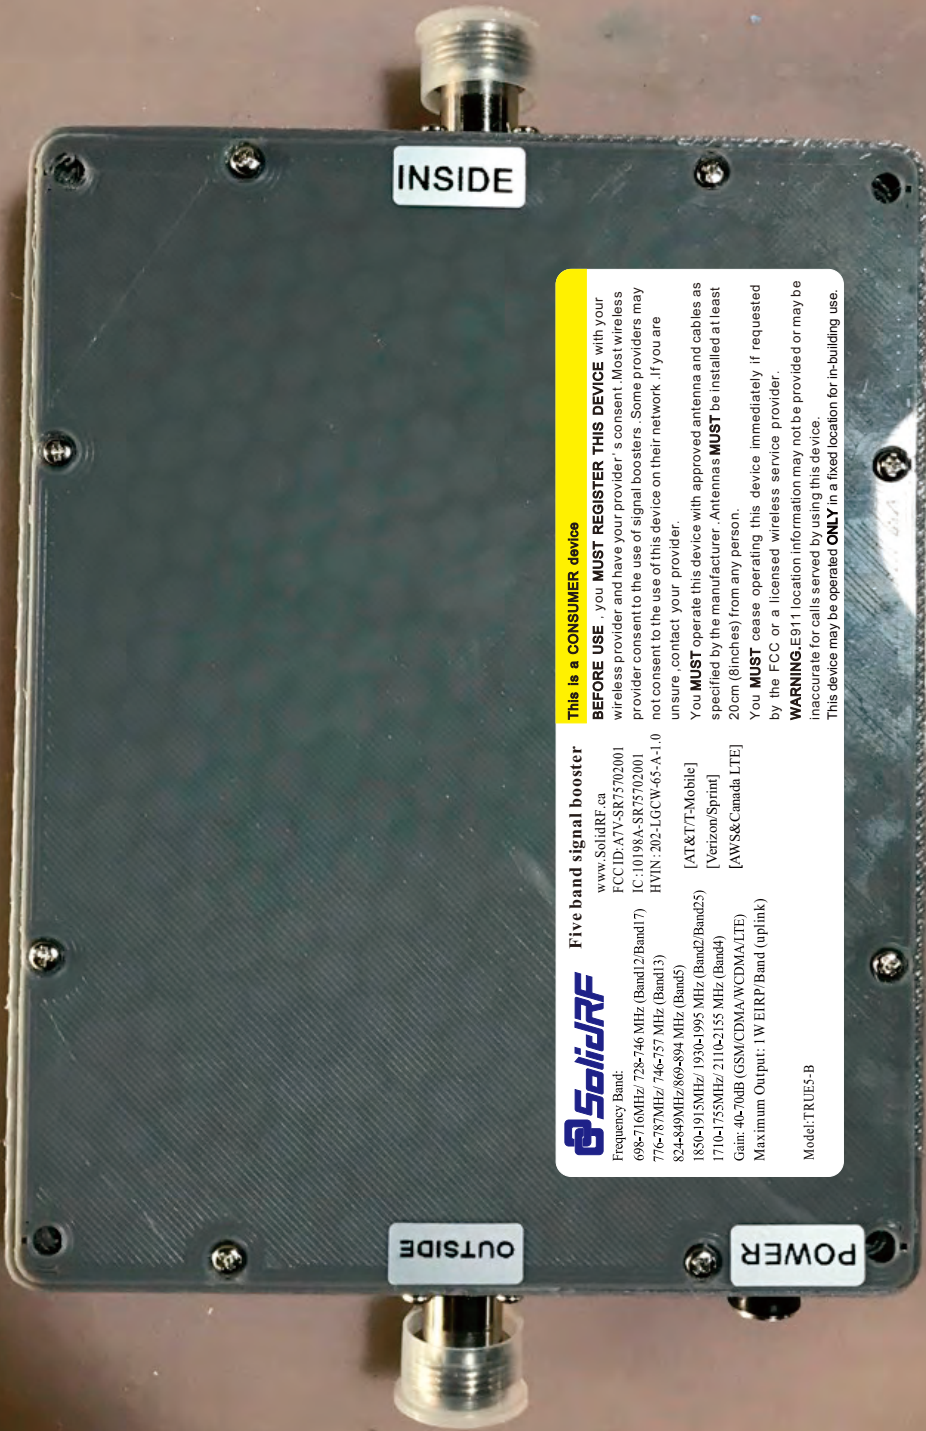 INSIDE
SolidRF
Five band signal booster
www.SolidRF.ca
Frequency Band:
FCC ID:A7V-SR75702001
698-716MHz/ 728-746 MHz (Band12/Band17)
IC:10198A-SR75702001
776-787MHz/ 746-757 MHz (Band13)
HVIN: 202-LGCW-65-A-1.0
824-849MHz/869-894 MHz (Band5)
1850-1915MHz/ 1930-1995 MHz (Band2/Band25) [AT&T/T-Mobile]
1710-1755MHz/ 2110-2155 MHz (Band4) [Verizon/Sprint]
Gain: 40-70dB (GSM/CDMA/WCDMA/LTE) [AWS&Canada LTE]
Maximum Output: 1W EIRP/Band (uplink)
Model:TRUE5-B
This is a CONSUMER device
BEFORE USE , you MUST REGISTER THIS DEVICE with your
wireless provider and have your provider's consent .Most wireless
provider consent to the use of signal boosters .Some providers may
not consent to the use of this device on their network .If you are
unsure ,contact your provider.
You MUST operate this device with approved antenna and cables as
specified by the manufacturer .Antennas MUST be installed at least
20cm (8inches) from any person.
You MUST cease operating this device immediately if requested
by the FCC or a licensed wireless service provider.
WARNING.E911 location information may not be provided or may be
inaccurate for calls served by using this device.
This device may be operated ONLY in a fixed location for in-building use.
OUTSIDE
POWER